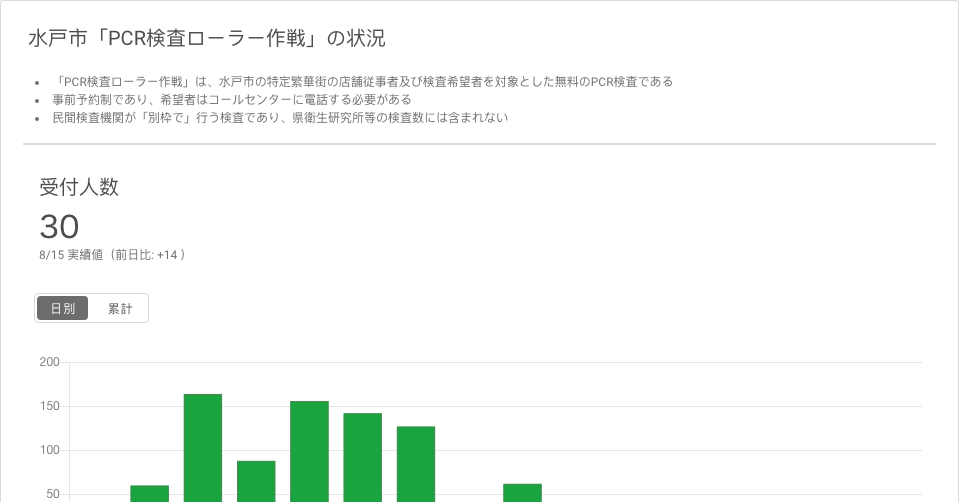 水戸市「PCR検査ローラー作戦」の状況
「PCR検査ローラー作戦」は、水戸市の特定繁華街の店舗従事者及び検査希望者を対象とした無料のPCR検査である
事前予約制であり、希望者はコールセンターに電話する必要がある
民間検査機関が「別枠で」行う検査であり、県衛生研究所等の検査数には含まれない
受付人数
30
8/15 実績値（前日比: +14 ）
日別 累計
200
150
100
50